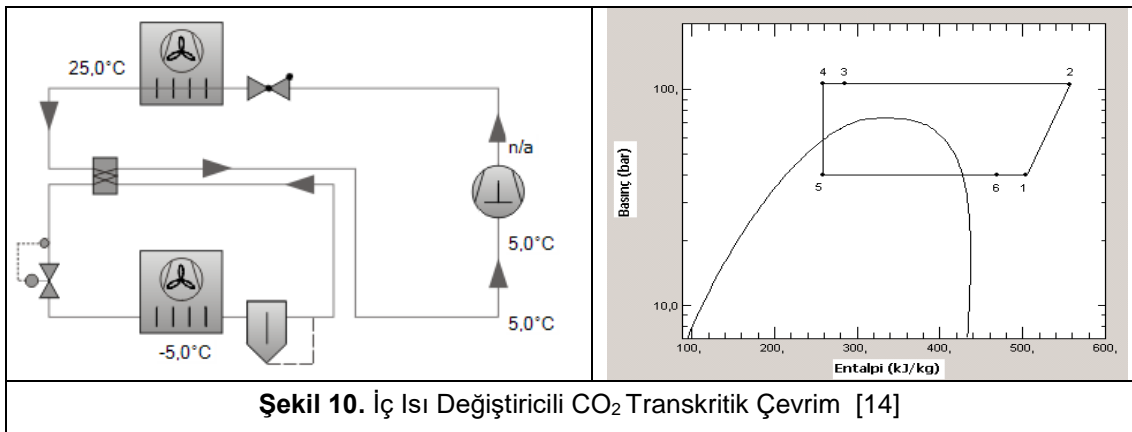 25,0°C
n/a
5,0°C
5,0°C
-5,0°C
Basınç (bar)
100,
10,0
4
3
2
5
6
1
100,
200,
300,
400,
500,
600,
Entalpi (kJ/kg)
Şekil 10. İç Isı Değiştiricili CO₂ Transkritik Çevrim [14]